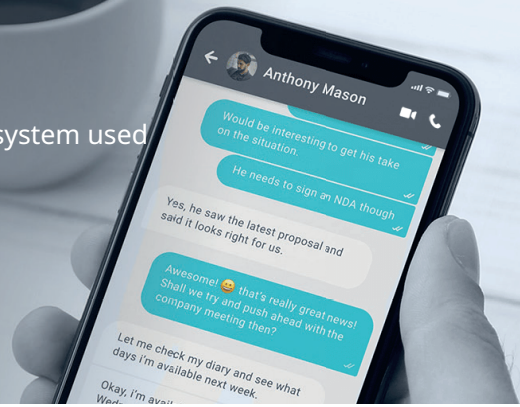 system used
Anthony Mason
Would be interesting to get his take
on the situation.
He needs to sign an NDA though
Yes, he saw the latest proposal and
said it looks right for us.
Awesome! 😄 that's really great news!
Shall we try and push ahead with the
company meeting then?
Let me check my diary and see what
days i'm available next week.
Okay, i'm avail